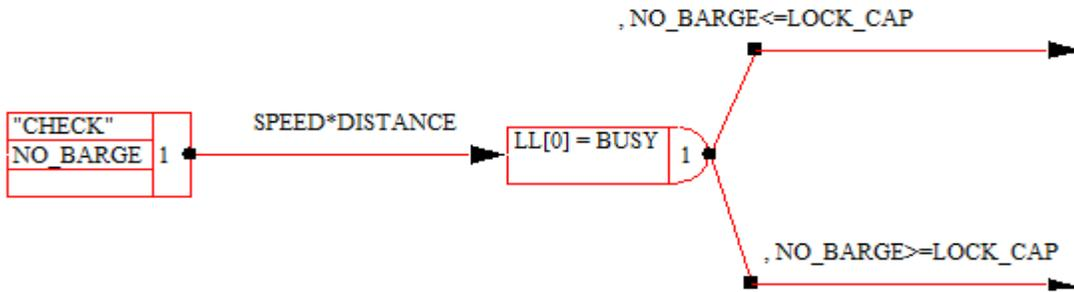 , NO_BARGE<=LOCK_CAP
"CHECK"
NO_BARGE 1
SPEED*DISTANCE
LL[0] = BUSY 1
, NO_BARGE>=LOCK_CAP